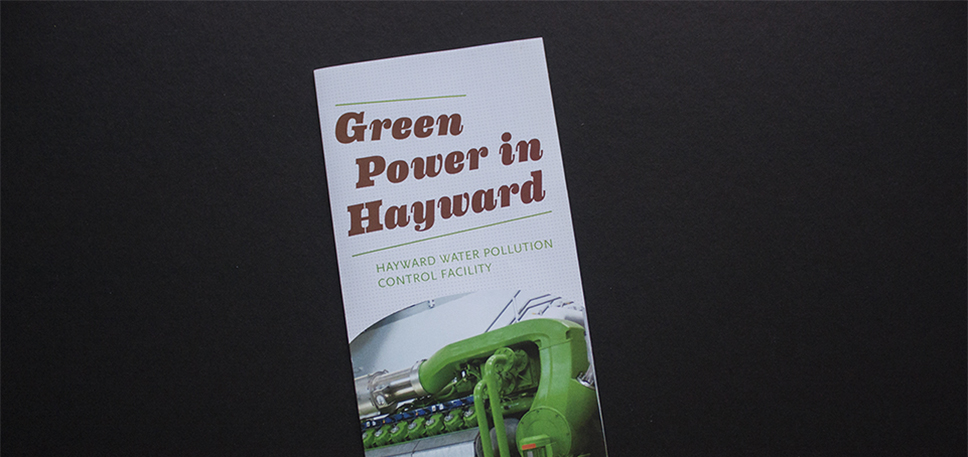 Green
Power in
Hayward
HAYWARD WATER POLLUTION
CONTROL FACILITY